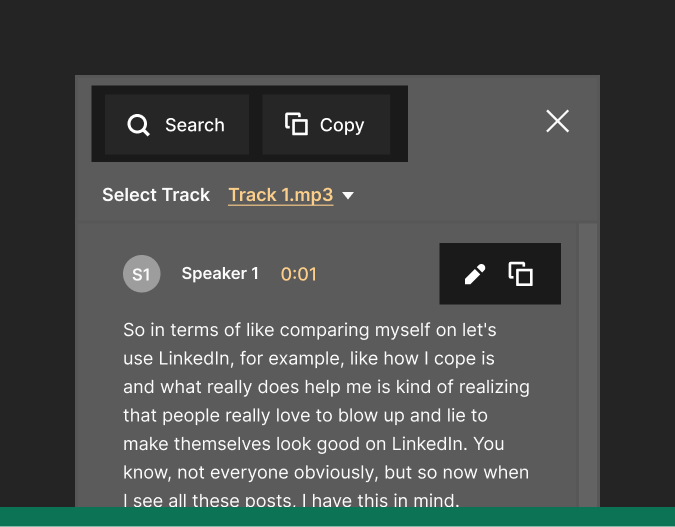 Search Copy
Select Track Track 1.mp3
S1 Speaker 1 0:01
So in terms of like comparing myself on let's
use LinkedIn, for example, like how I cope is
and what really does help me is kind of realizing
that people really love to blow up and lie to
make themselves look good on LinkedIn. You
know, not everyone obviously, but so now when
I see all these posts, I have this in mind.